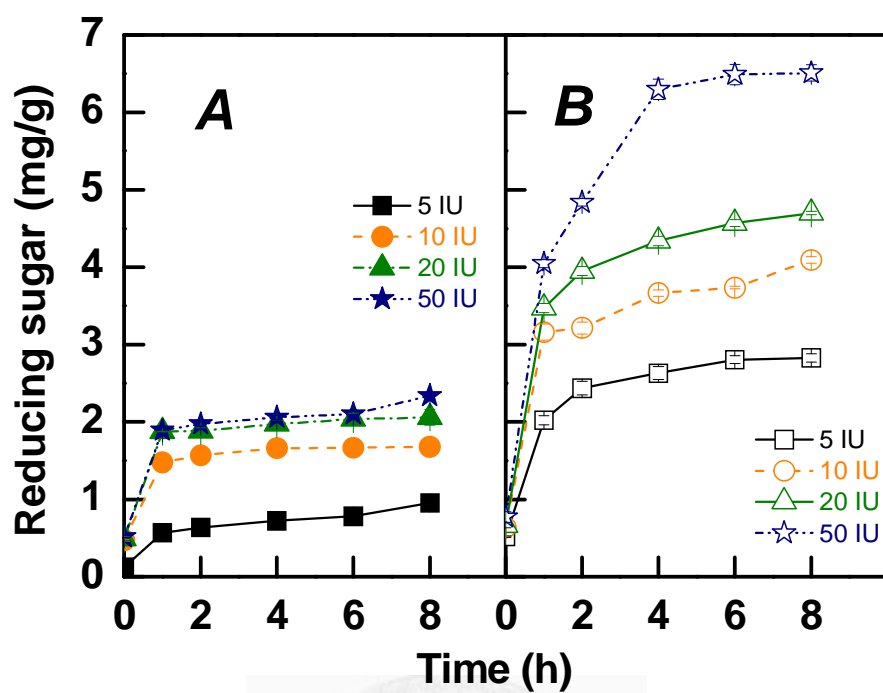 Reducing sugar (mg/g)
7
6
5
4
3
2
1
0
A
5 IU
10 IU
20 IU
50 IU
B
5 IU
10 IU
20 IU
50 IU
0 2 4 6 8 0 2 4 6 8
Time (h)